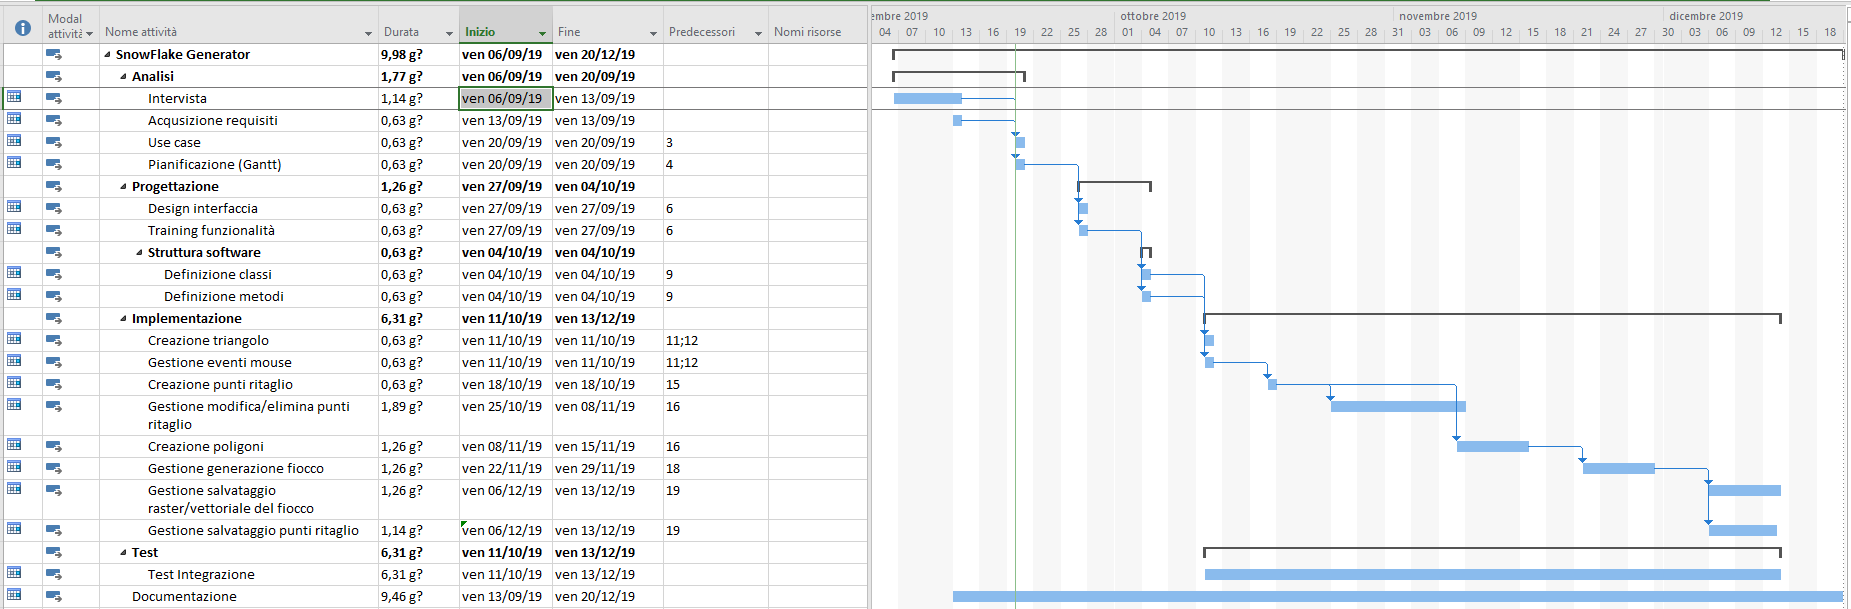 embre 2019 ottobre 2019 novembre 2019 dicembre 2019
Modal
attività Nome attività Durata Inizio Fine Predecessori Nomi risorse 04 07 10 13 16 19 22 25 28 01 04 07 10 13 16 19 22 25 28 31 03 06 09 12 15 18 21 24 27 30 03 06 09 12 15 18
SnowFlake Generator 9,98 g? ven 06/09/19 ven 20/12/19
Analisi 1,77 g? ven 06/09/19 ven 20/09/19
Intervista 1,14 g? ven 06/09/19 ven 13/09/19
Acqusizione requisiti 0,63 g? ven 13/09/19 ven 13/09/19
Use case 0,63 g? ven 20/09/19 ven 20/09/19 3
Pianificazione (Gantt) 0,63 g? ven 20/09/19 ven 20/09/19 4
Progettazione 1,26 g? ven 27/09/19 ven 04/10/19
Design interfaccia 0,63 g? ven 27/09/19 ven 27/09/19 6
Training funzionalità 0,63 g? ven 27/09/19 ven 27/09/19 6
Struttura software 0,63 g? ven 04/10/19 ven 04/10/19
Definizione classi 0,63 g? ven 04/10/19 ven 04/10/19 9
Definizione metodi 0,63 g? ven 04/10/19 ven 04/10/19 9
Implementazione 6,31 g? ven 11/10/19 ven 13/12/19
Creazione triangolo 0,63 g? ven 11/10/19 ven 11/10/19 11;12
Gestione eventi mouse 0,63 g? ven 11/10/19 ven 11/10/19 11;12
Creazione punti ritaglio 0,63 g? ven 18/10/19 ven 18/10/19 15
Gestione modifica/elimina punti 1,89 g? ven 25/10/19 ven 08/11/19 16
ritaglio
Creazione poligoni 1,26 g? ven 08/11/19 ven 15/11/19 16
Gestione generazione fiocco 1,26 g? ven 22/11/19 ven 29/11/19 18
Gestione salvataggio 1,26 g? ven 06/12/19 ven 13/12/19 19
raster/vettoriale del fiocco
Gestione salvataggio punti ritaglio 1,14 g? ven 06/12/19 ven 13/12/19 19
Test 6,31 g? ven 11/10/19 ven 13/12/19
Test Integrazione 6,31 g? ven 11/10/19 ven 13/12/19
Documentazione 9,46 g? ven 13/09/19 ven 20/12/19